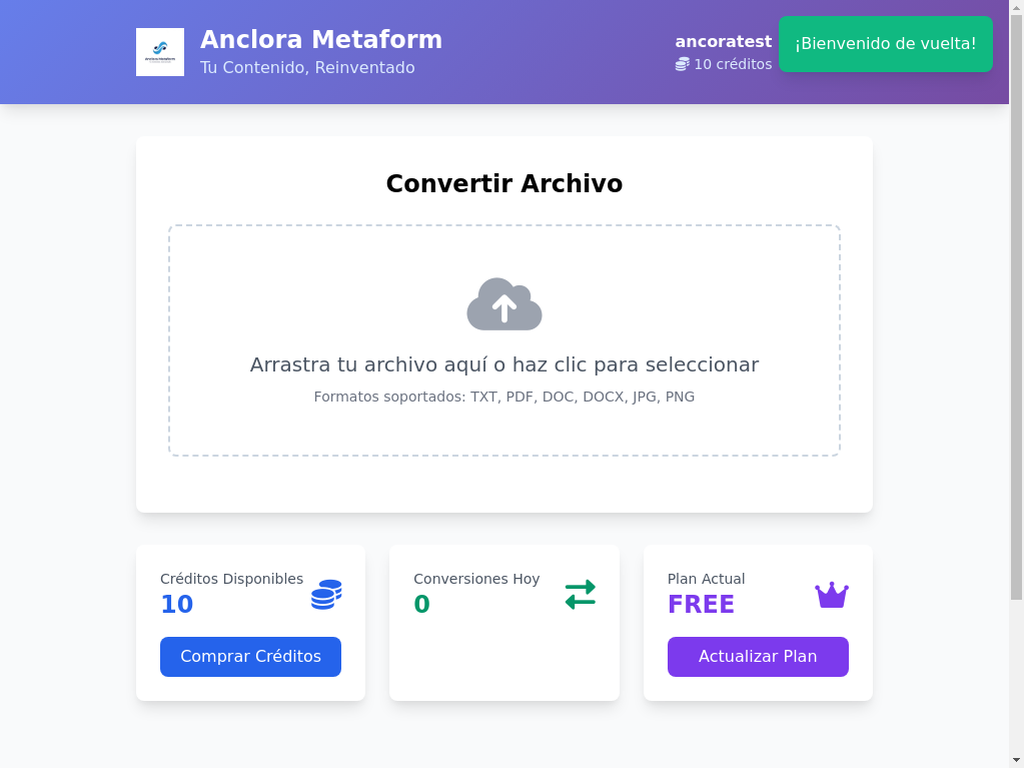 Anclora Metaform
Tu Contenido, Reinventado
ancoratest
10 créditos
¡Bienvenido de vuelta!
Convertir Archivo
Arrastra tu archivo aquí o haz clic para seleccionar
Formatos soportados: TXT, PDF, DOC, DOCX, JPG, PNG
Créditos Disponibles
10
Comprar Créditos
Conversiones Hoy
0
Plan Actual
FREE
Actualizar Plan